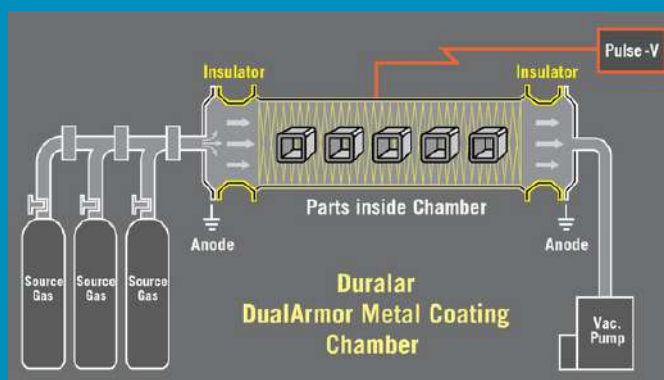 Pulse -V
Insulator
Insulator
Parts inside Chamber
Anode
Anode
Source
Gas
Source
Gas
Source
Gas
Duralar
DualArmor Metal Coating
Chamber
Vac.
Pump